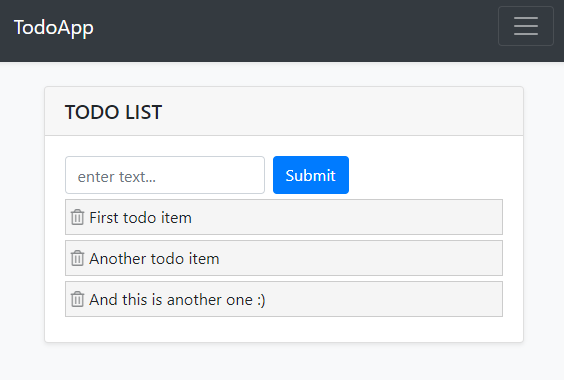 TodoApp
TODO LIST
enter text...
Submit
First todo item
Another todo item
And this is another one :)